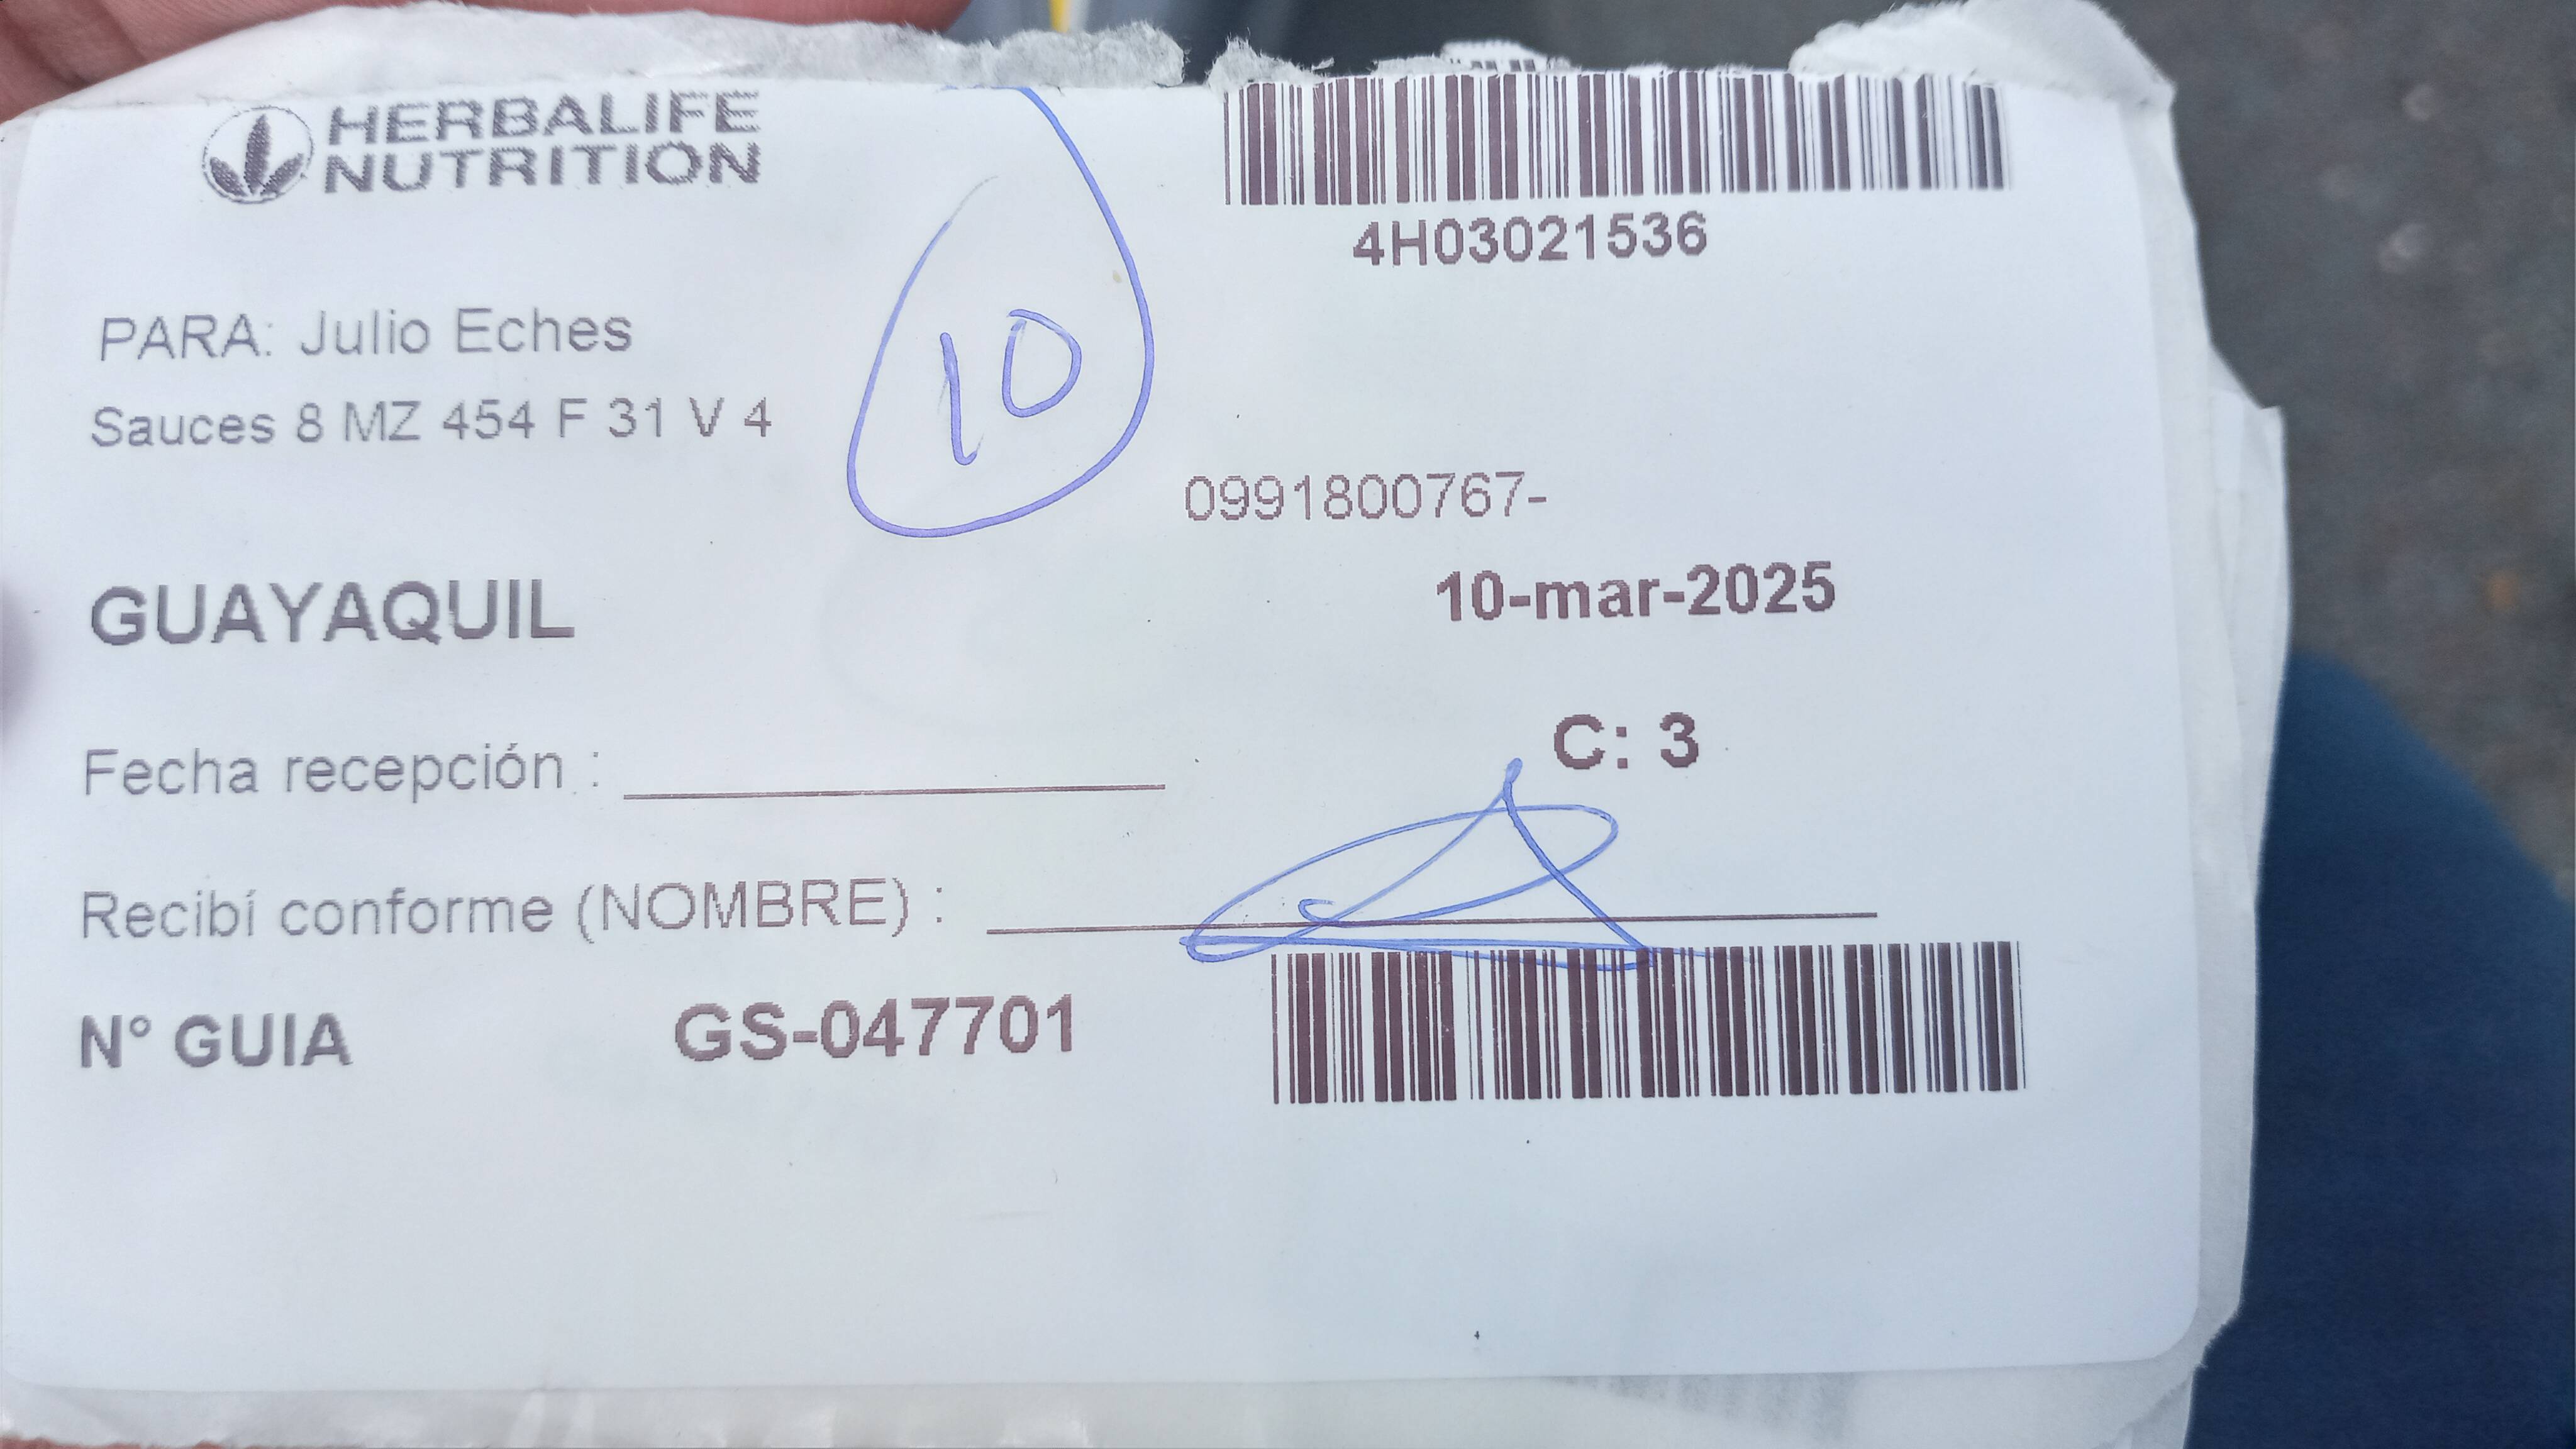 HERBALIFE
NUTRITION
4H03021536
PARA: Julio Eches
Sauces 8 MZ 454 F 31 V 4
10
0991800767-
GUAYAQUIL
10-mar-2025
C: 3
Fecha recepción :
Recibí conforme (NOMBRE) :
N° GUIA GS-047701